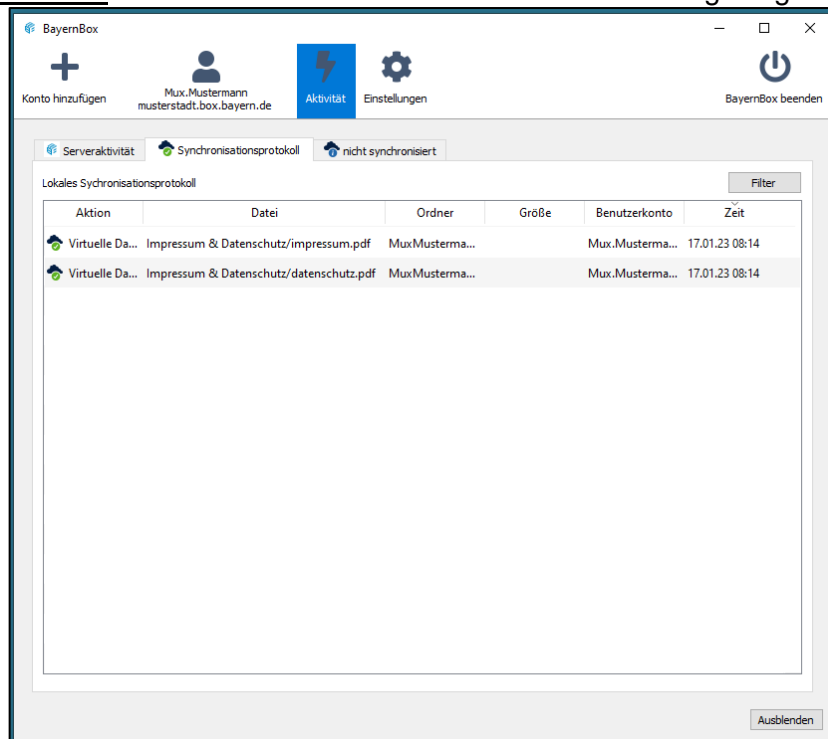 BayernBox
Konto hinzufügen
Mux.Mustermann
musterstadt.box.bayern.de
Aktivität
Einstellungen
BayernBox beenden
Serveraktivität Synchronisationsprotokoll nicht synchronisiert
Lokales Sychronisationsprotokoll Filter
Aktion Datei Ordner Größe Benutzerkonto Zeit
Virtuelle Da... Impressum & Datenschutz/impressum.pdf MuxMusterma... Mux.Musterma... 17.01.23 08:14
Virtuelle Da... Impressum & Datenschutz/datenschutz.pdf MuxMusterma... Mux.Musterma... 17.01.23 08:14
Ausblenden